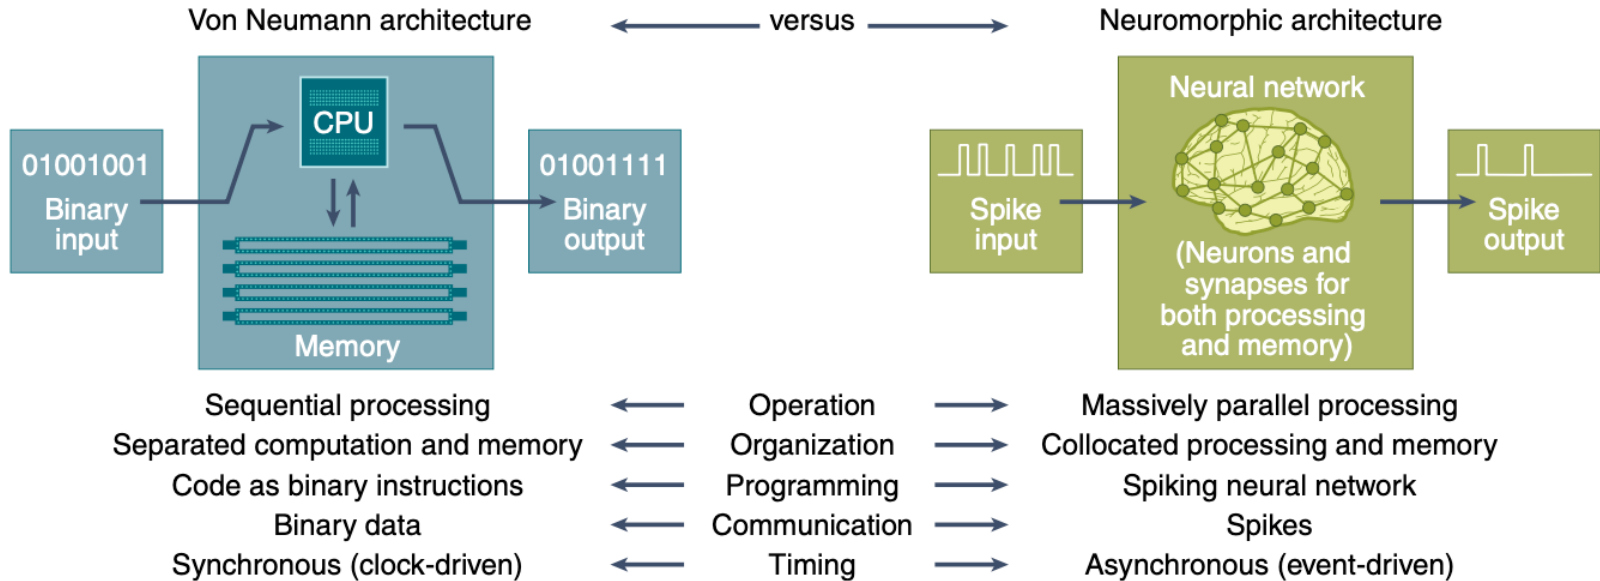 Von Neumann architecture versus Neuromorphic architecture
CPU
01001001
Binary
input
01001111
Binary
output
Memory
Neural network
Spike
input
Spike
output
(Neurons and
synapses for
both processing
and memory)
Sequential processing Operation Massively parallel processing
Separated computation and memory Organization Collocated processing and memory
Code as binary instructions Programming Spiking neural network
Binary data Communication Spikes
Synchronous (clock-driven) Timing Asynchronous (event-driven)